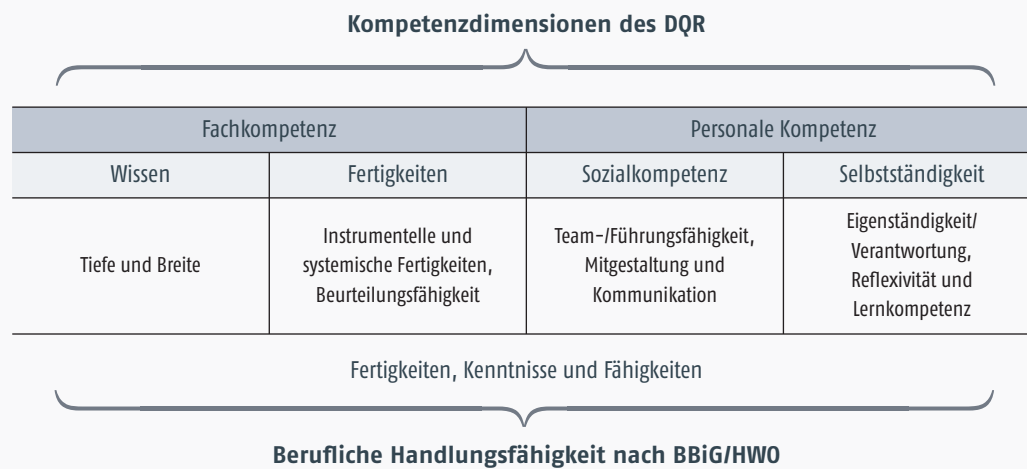 Kompetenzdimensionen des DQR
Fachkompetenz
Personale Kompetenz
Wissen
Fertigkeiten
Sozialkompetenz
Selbstständigkeit
Tiefe und Breite
Instrumentelle und
systemische Fertigkeiten,
Beurteilungsfähigkeit
Team-/Führungsfähigkeit,
Mitgestaltung und
Kommunikation
Eigenständigkeit/
Verantwortung,
Reflexivität und
Lernkompetenz
Fertigkeiten, Kenntnisse und Fähigkeiten
Berufliche Handlungsfähigkeit nach BBiG/HWO